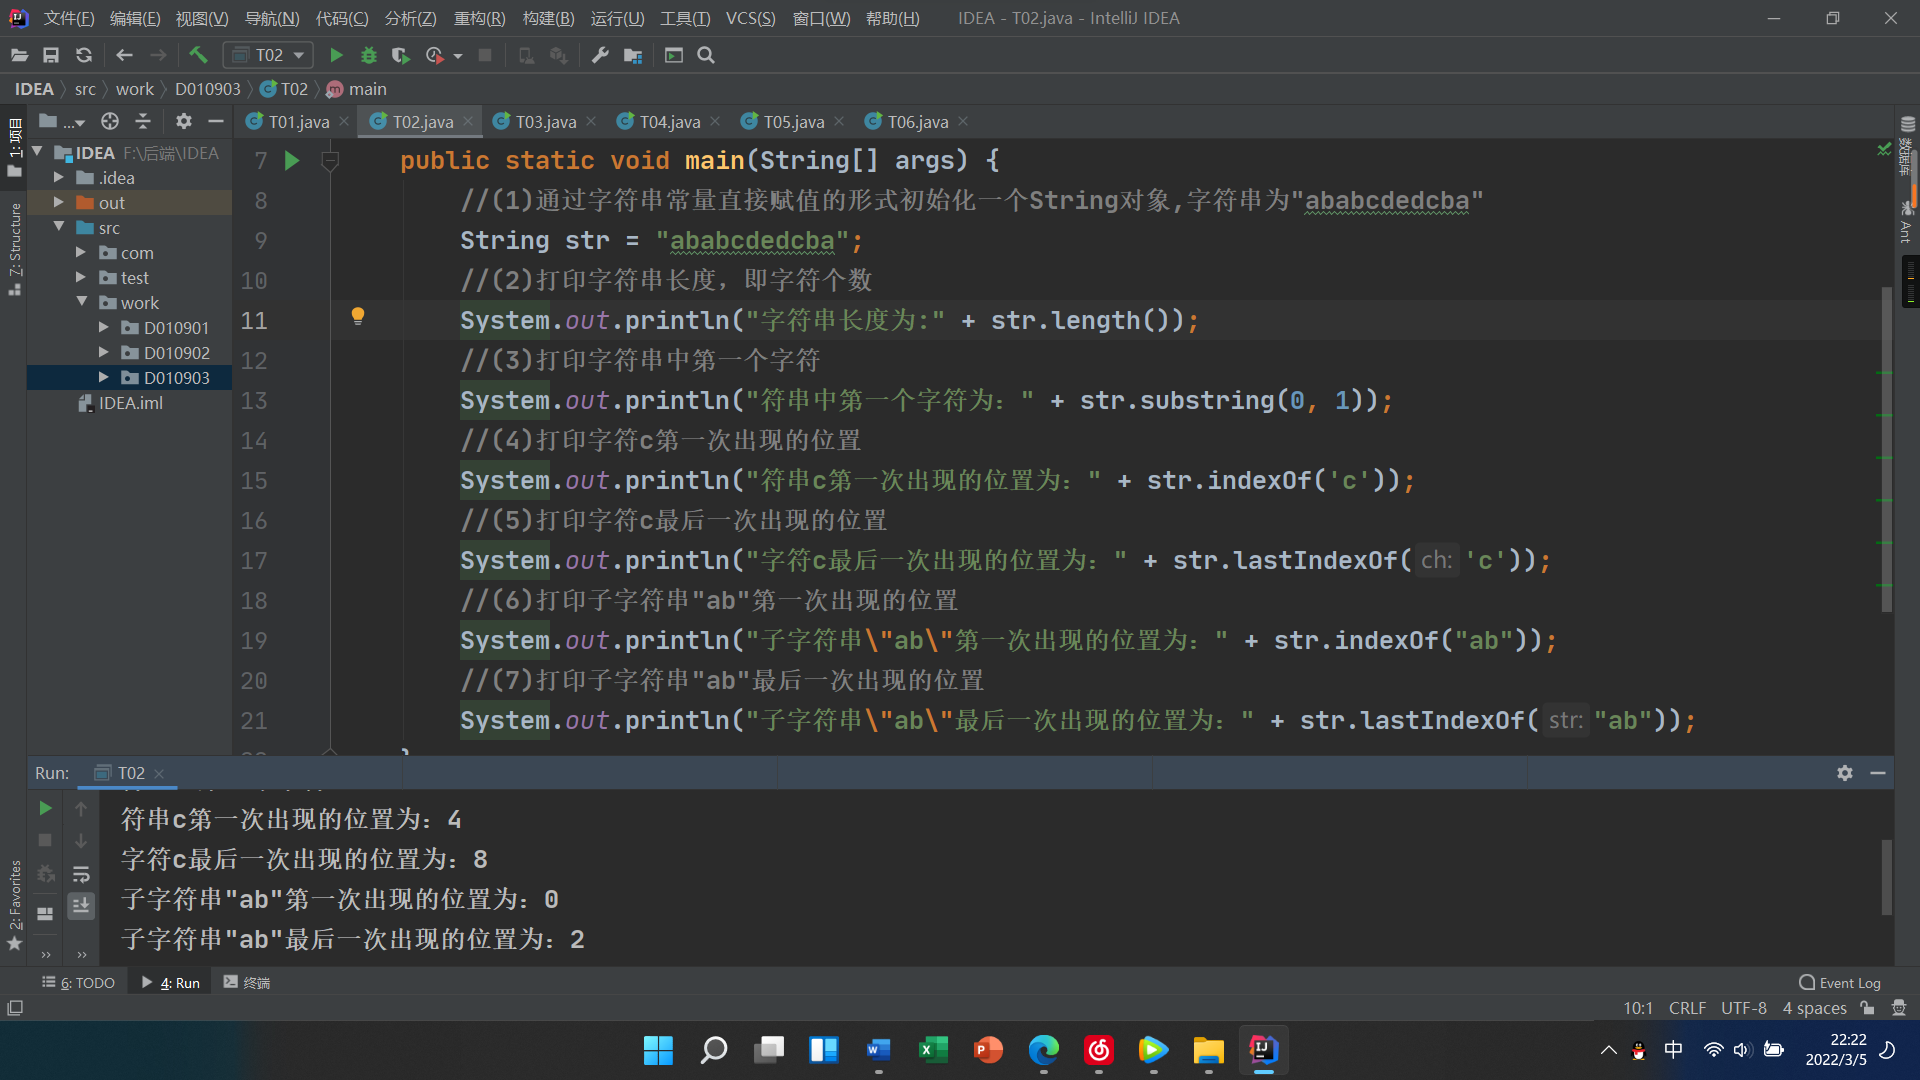 文件(F) 编辑(E) 视图(V) 导航(N) 代码(C) 分析(Z) 重构(R) 构建(B) 运行(U) 工具(T) VCS(S) 窗口(W) 帮助(H) IDEA - T02.java - IntelliJ IDEA
T02
IDEA src work D010903 T02 main
1: 项目
...
T01.java T02.java T03.java T04.java T05.java T06.java
IDEA F:\后端\IDEA
.idea
out
src
com
test
work
D010901
D010902
D010903
IDEA.iml
7: Structure
2: Favorites
数据库
Ant
7 public static void main(String[] args) {
8 //(1)通过字符串常量直接赋值的形式初始化一个String对象,字符串为"ababcdedcba"
9 String str = "ababcdedcba";
10 //(2)打印字符串长度，即字符个数
11 System.out.println("字符串长度为:" + str.length());
12 //(3)打印字符串中第一个字符
13 System.out.println("符串中第一个字符为：" + str.substring(0, 1));
14 //(4)打印字符c第一次出现的位置
15 System.out.println("符串c第一次出现的位置为：" + str.indexOf('c'));
16 //(5)打印字符c最后一次出现的位置
17 System.out.println("字符c最后一次出现的位置为：" + str.lastIndexOf( ch: 'c'));
18 //(6)打印子字符串"ab"第一次出现的位置
19 System.out.println("子字符串\"ab\"第一次出现的位置为：" + str.indexOf("ab"));
20 //(7)打印子字符串"ab"最后一次出现的位置
21 System.out.println("子字符串\"ab\"最后一次出现的位置为：" + str.lastIndexOf( str: "ab"));
Run: T02
符串c第一次出现的位置为：4
字符c最后一次出现的位置为：8
子字符串"ab"第一次出现的位置为：0
子字符串"ab"最后一次出现的位置为：2
6: TODO 4: Run 终端 Event Log
10:1 CRLF UTF-8 4 spaces
中 22:22
2022/3/5